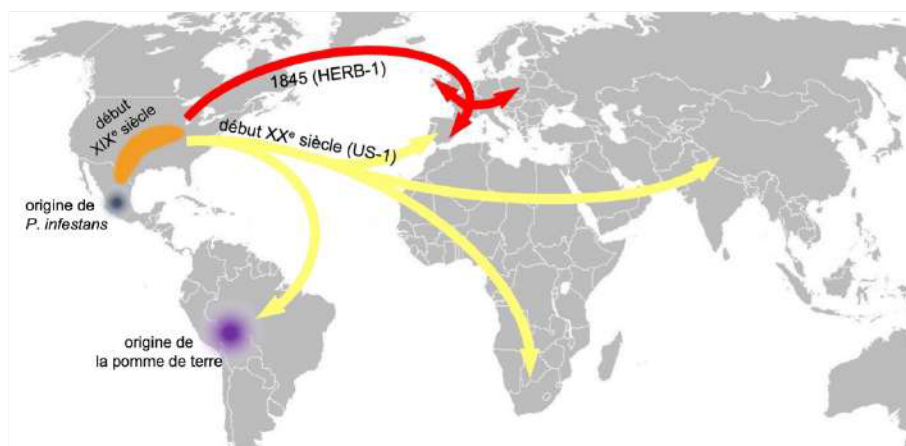 1845 (HERB-1)
début
XIXe siècle
début XXe siècle (US-1)
origine de
P. infestans
origine de
la pomme de terre